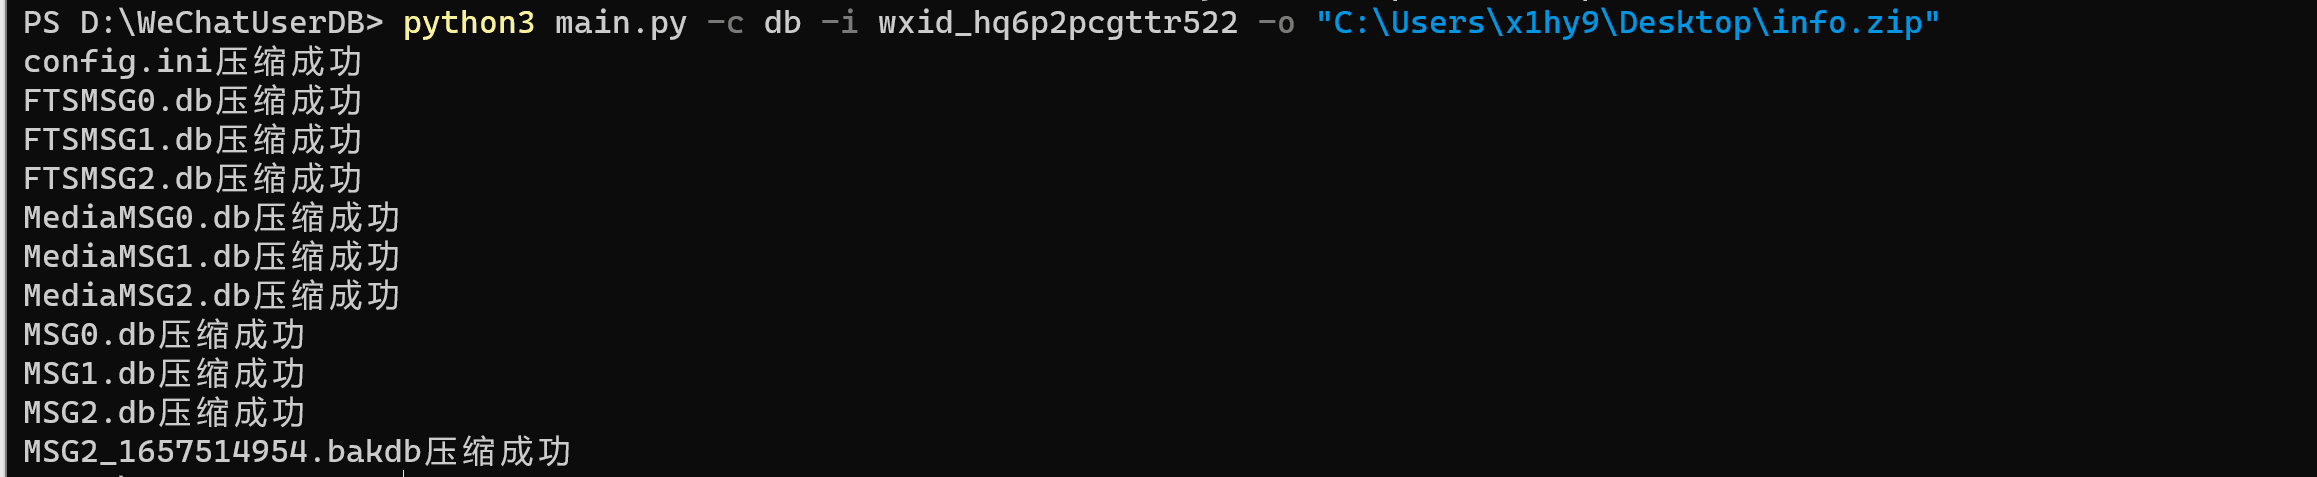 PS D:\WeChatUserDB> python3 main.py -c db -i wxid_hq6p2pcgttr522 -o "C:\Users\x1hy9\Desktop\info.zip"
config.ini压缩成功
FTSMSG0.db压缩成功
FTSMSG1.db压缩成功
FTSMSG2.db压缩成功
MediaMSG0.db压缩成功
MediaMSG1.db压缩成功
MediaMSG2.db压缩成功
MSG0.db压缩成功
MSG1.db压缩成功
MSG2.db压缩成功
MSG2_1657514954.bakdb压缩成功